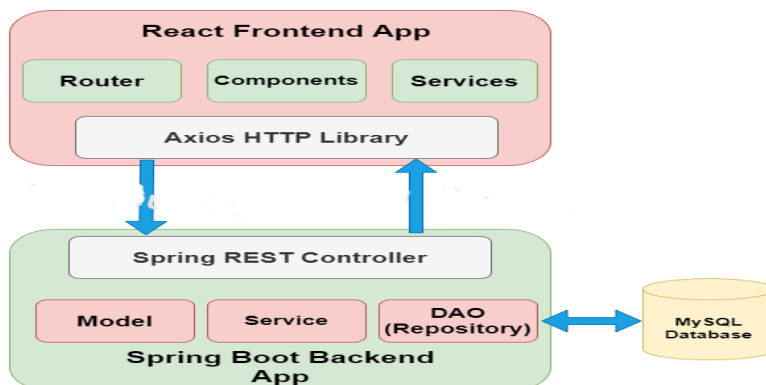 React Frontend App
Router
Components
Services
Axios HTTP Library
Spring REST Controller
Model
Service
DAO
(Repository)
MySQL
Database
Spring Boot Backend
App